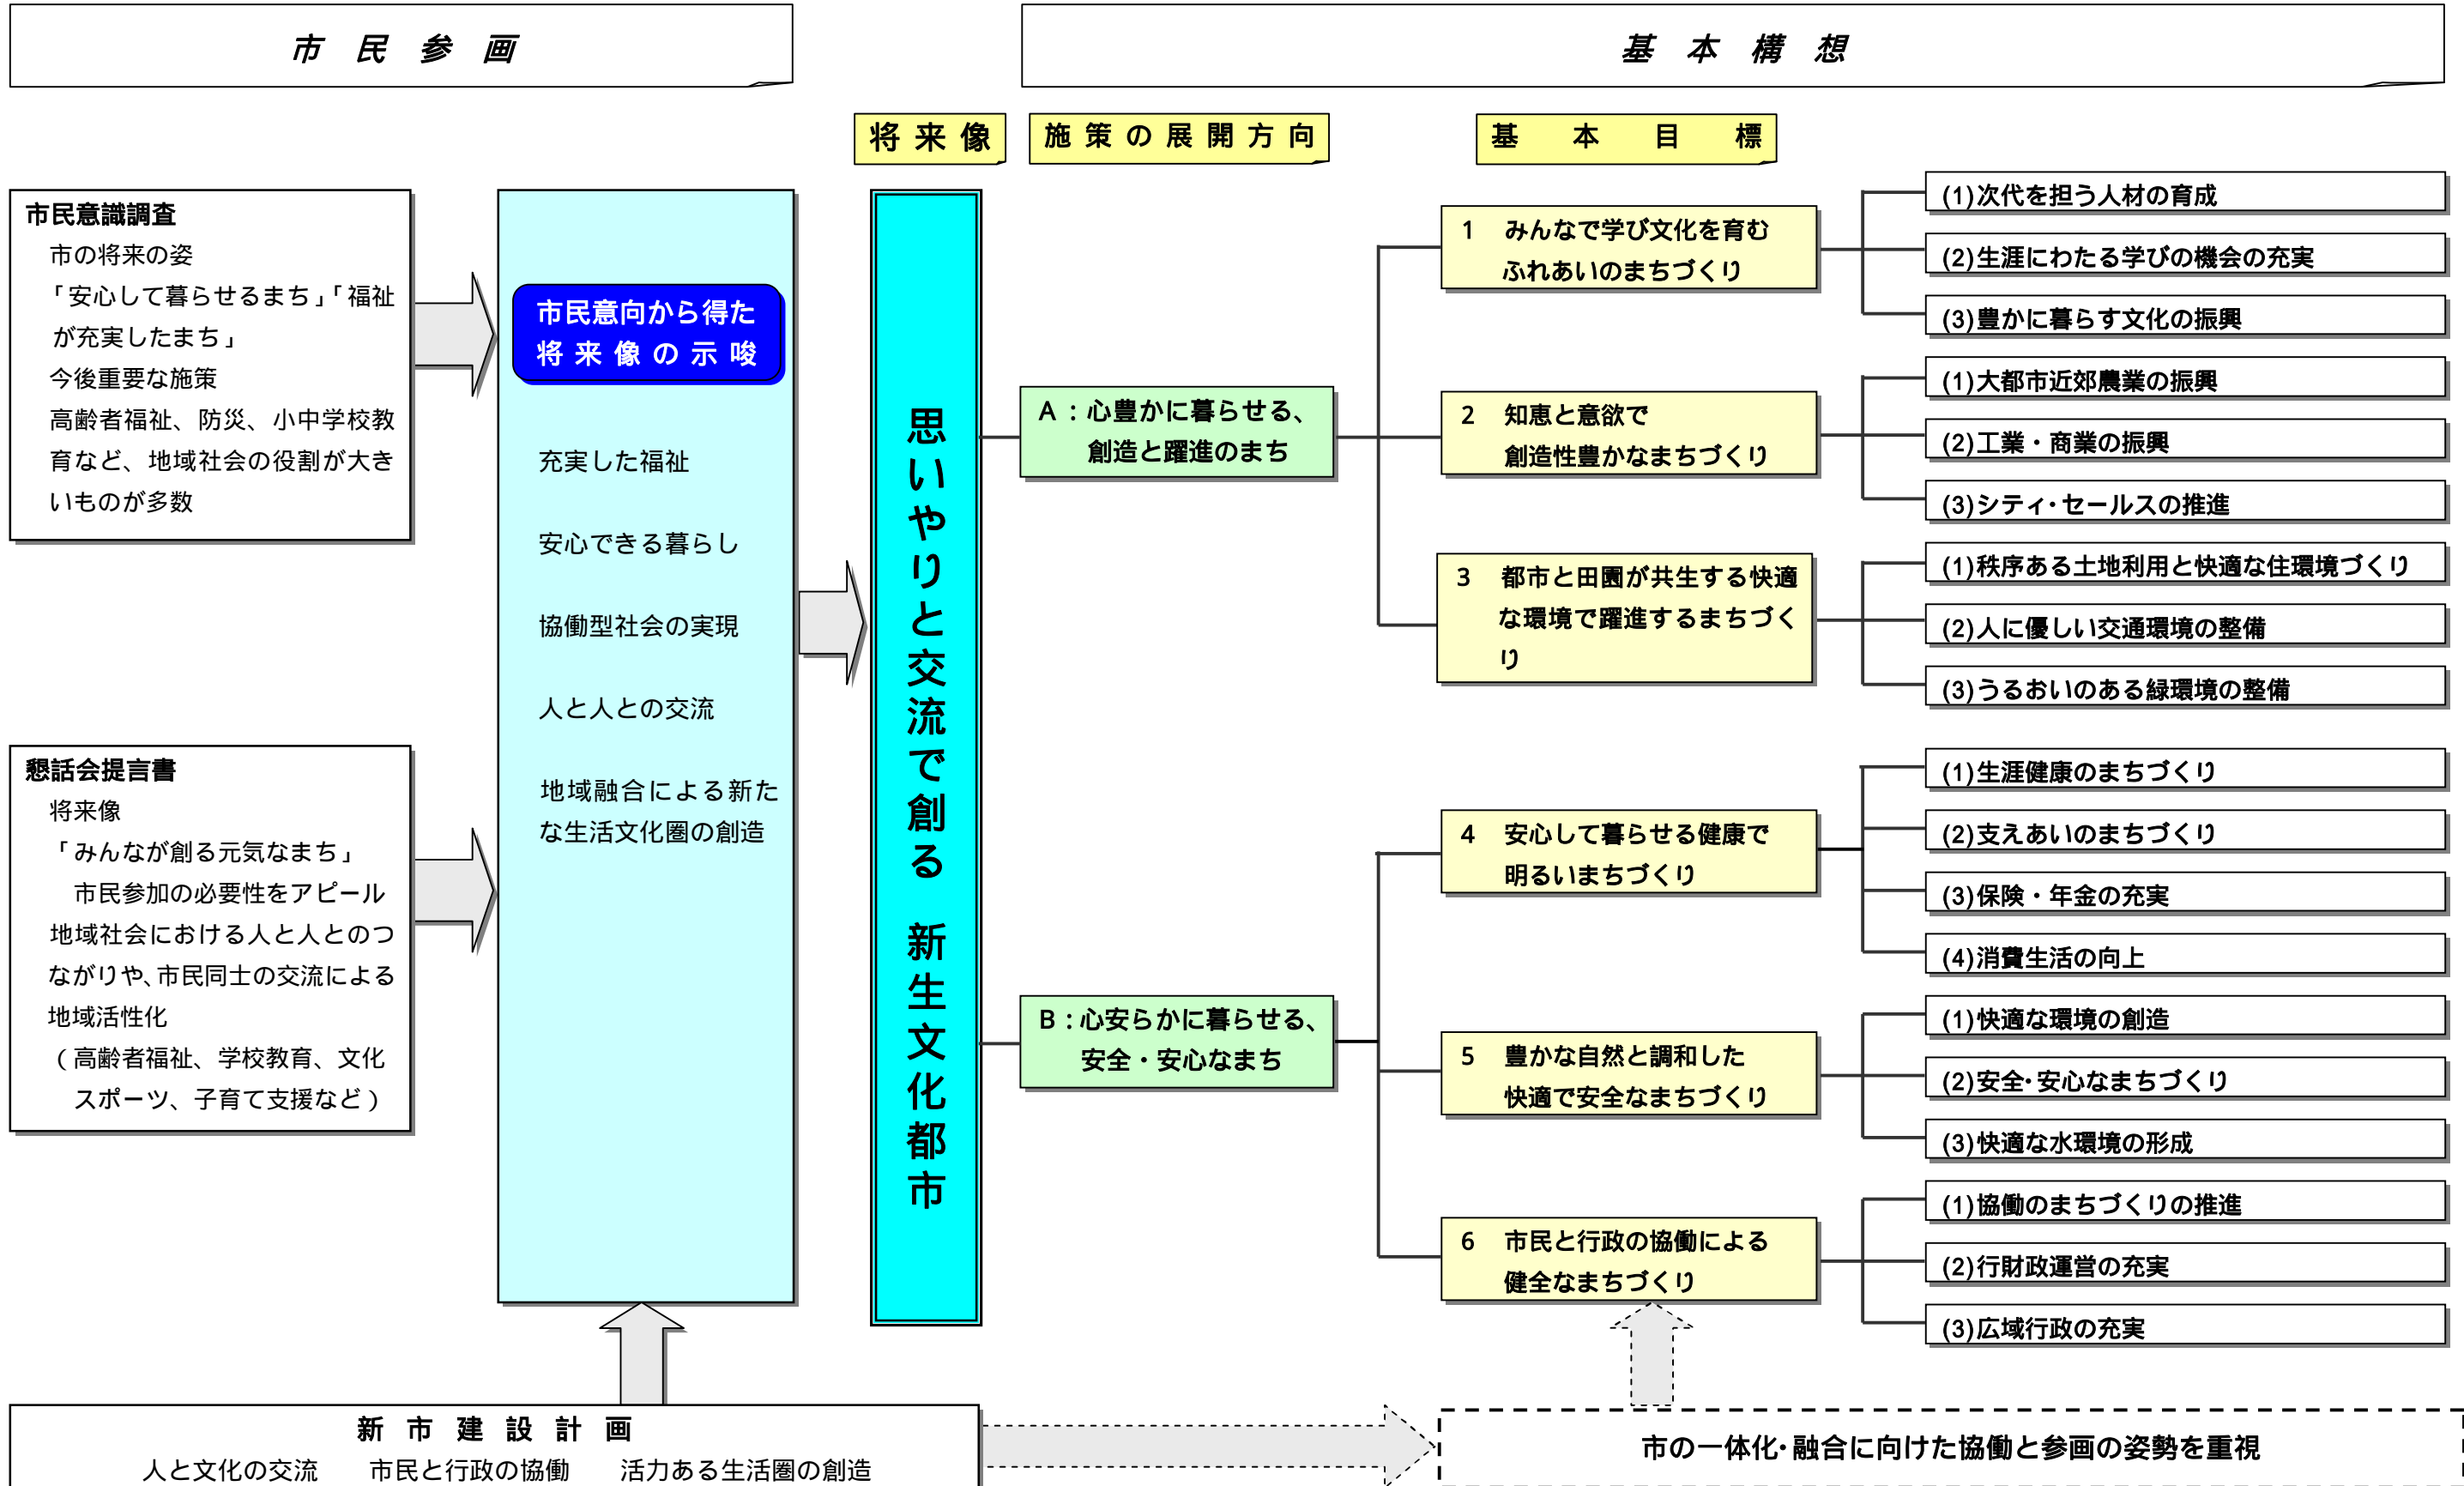 市民参画
基本構想
将来像
施策の展開方向
基本目標
市民意識調査
市の将来の姿
「安心して暮らせるまち」「福祉
が充実したまち」
今後重要な施策
高齢者福祉、防災、小中学校教
育など、地域社会の役割が大き
いものが多数
懇話会提言書
将来像
「みんなが創る元気なまち」
市民参加の必要性をアピール
地域社会における人と人とのつ
ながりや、市民同士の交流による
地域活性化
(高齢者福祉、学校教育、文化
スポーツ、子育て支援など)
市民意向から得た
将来像の示唆
充実した福祉
安心できる暮らし
協働型社会の実現
人と人との交流
地域融合による新た
な生活文化圏の創造
思いやりと交流で創る 新生文化都市
A:心豊かに暮らせる、
創造と躍進のまち
1 みんなで学び文化を育む
ふれあいのまちづくり
(1)次代を担う人材の育成
(2)生涯にわたる学びの機会の充実
(3)豊かに暮らす文化の振興
2 知恵と意欲で
創造性豊かなまちづくり
(1)大都市近郊農業の振興
(2)工業・商業の振興
(3)シティ・セールスの推進
3 都市と田園が共生する快適
な環境で躍進するまちづく
り
(1)秩序ある土地利用と快適な住環境づくり
(2)人に優しい交通環境の整備
(3)うるおいのある緑環境の整備
B:心安らかに暮らせる、
安全・安心なまち
4 安心して暮らせる健康で
明るいまちづくり
(1)生涯健康のまちづくり
(2)支えあいのまちづくり
(3)保険・年金の充実
(4)消費生活の向上
5 豊かな自然と調和した
快適で安全なまちづくり
(1)快適な環境の創造
(2)安全・安心なまちづくり
(3)快適な水環境の形成
6 市民と行政の協働による
健全なまちづくり
(1)協働のまちづくりの推進
(2)行財政運営の充実
(3)広域行政の充実
新市建設計画
人と文化の交流 市民と行政の協働 活力ある生活圏の創造
市の一体化・融合に向けた協働と参画の姿勢を重視